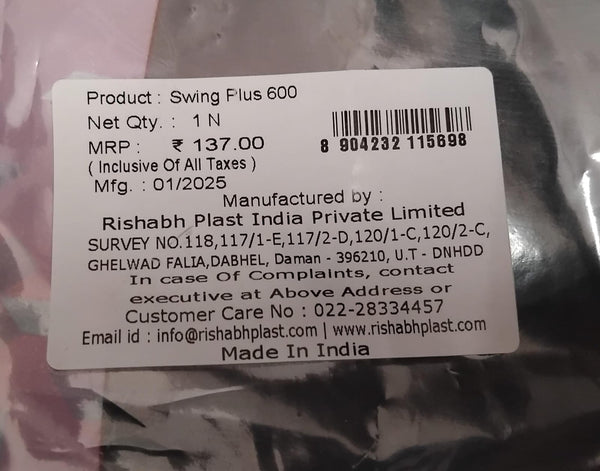 Product : Swing Plus 600
Net Qty. : 1 N
MRP : ₹ 137.00
( Inclusive Of All Taxes )
Mfg. : 01/2025
8 904232 115698
Manufactured by :
Rishabh Plast India Private Limited
SURVEY NO.118,117/1-E,117/2-D,120/1-C,120/2-C,
GHELWAD FALIA,DABHEL, Daman - 396210, U.T - DNHDD
In case Of Complaints, contact
executive at Above Address or
Customer Care No : 022-28334457
Email id : info@rishabhplast.com | www.rishabhplast.com
Made In India